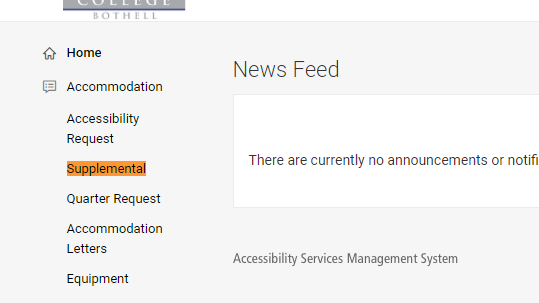 COLLEGE
BOTHELL
Home
Accommodation
Accessibility
Request
Supplemental
Quarter Request
Accommodation
Letters
Equipment
News Feed
There are currently no announcements or notifi
Accessibility Services Management System